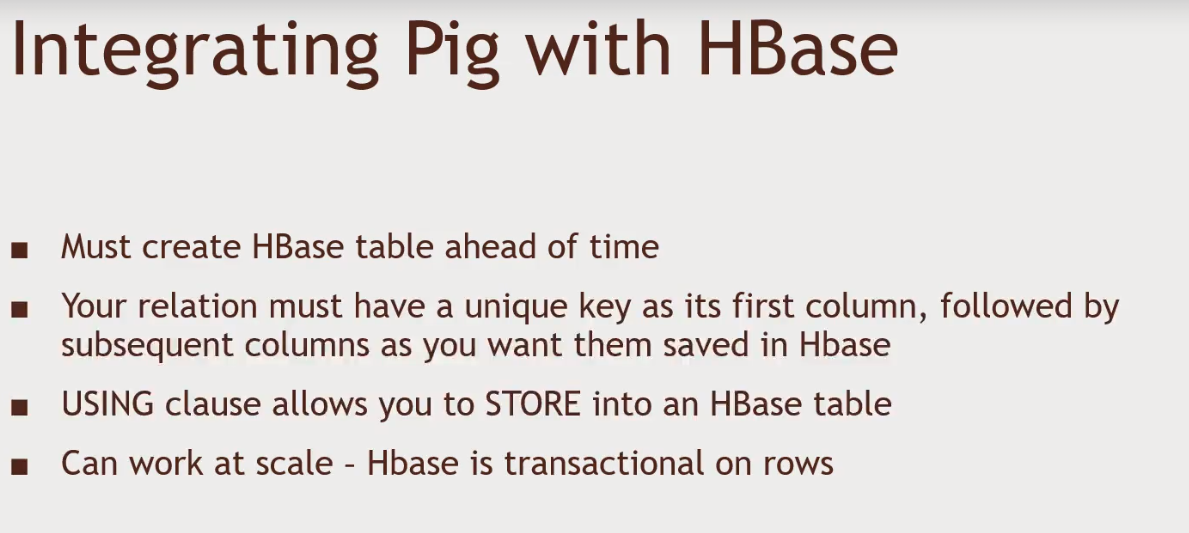 Integrating Pig with HBase
■ Must create HBase table ahead of time
■ Your relation must have a unique key as its first column, followed by
subsequent columns as you want them saved in Hbase
■ USING clause allows you to STORE into an HBase table
■ Can work at scale – Hbase is transactional on rows